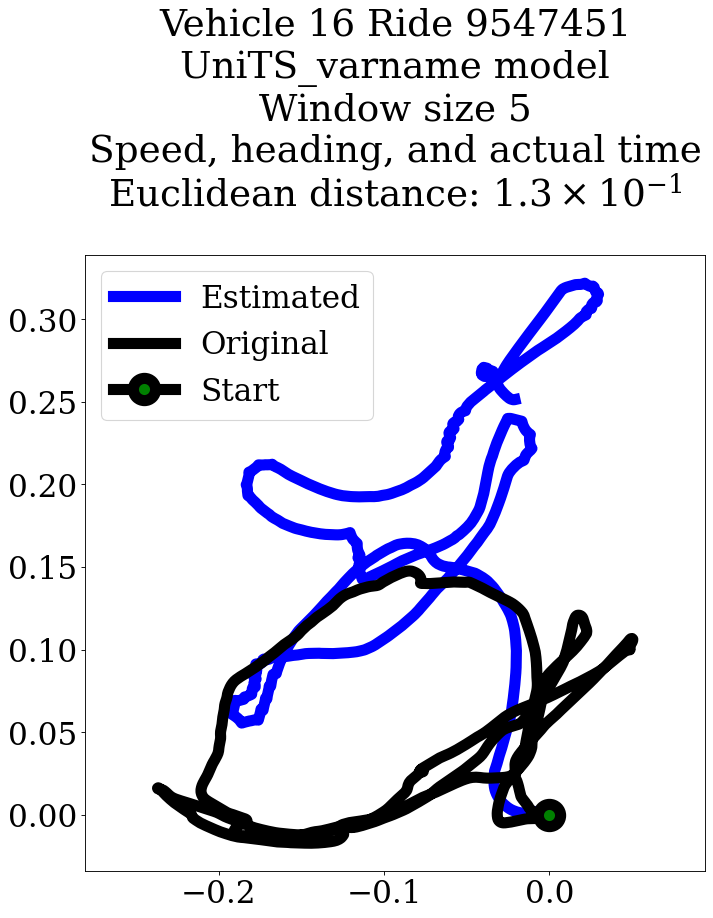 Vehicle 16 Ride 9547451
UniTS_varname model
Window size 5
Speed, heading, and actual time
Euclidean distance: 1.3 × 10⁻¹
Estimated
Original
Start
0.30
0.25
0.20
0.15
0.10
0.05
0.00
−0.2 −0.1 0.0